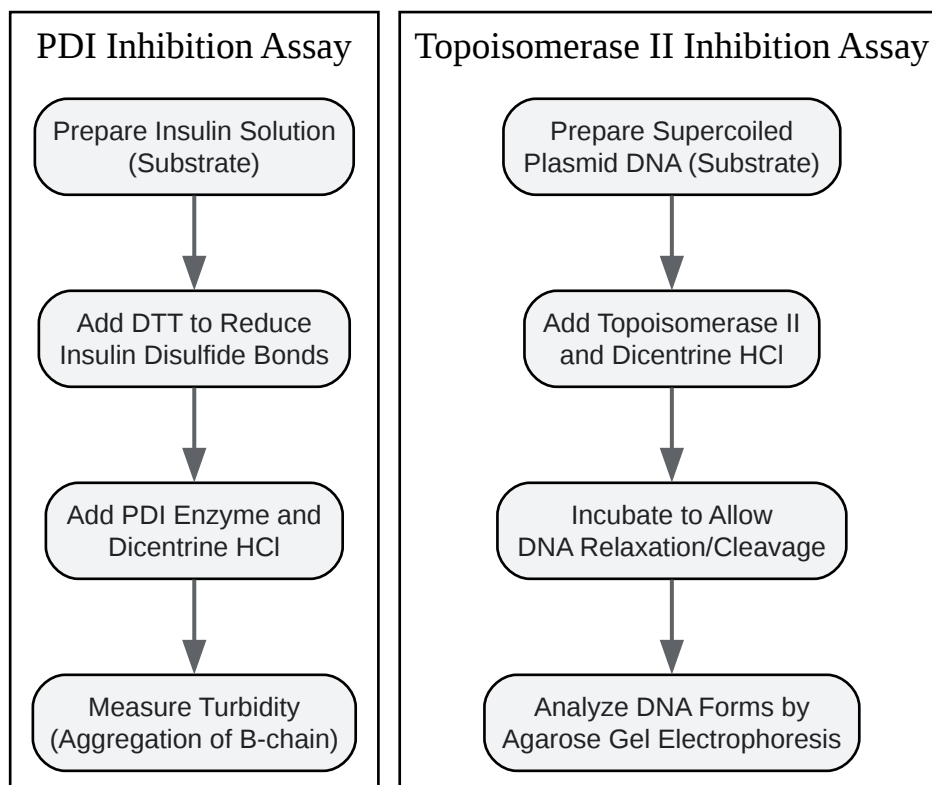 PDI Inhibition Assay
Prepare Insulin Solution
(Substrate)
Add DTT to Reduce
Insulin Disulfide Bonds
Add PDI Enzyme and
Dicentrine HCl
Measure Turbidity
(Aggregation of B-chain)
Topoisomerase II Inhibition Assay
Prepare Supercoiled
Plasmid DNA (Substrate)
Add Topoisomerase II
and Dicentrine HCl
Incubate to Allow
DNA Relaxation/Cleavage
Analyze DNA Forms by
Agarose Gel Electrophoresis